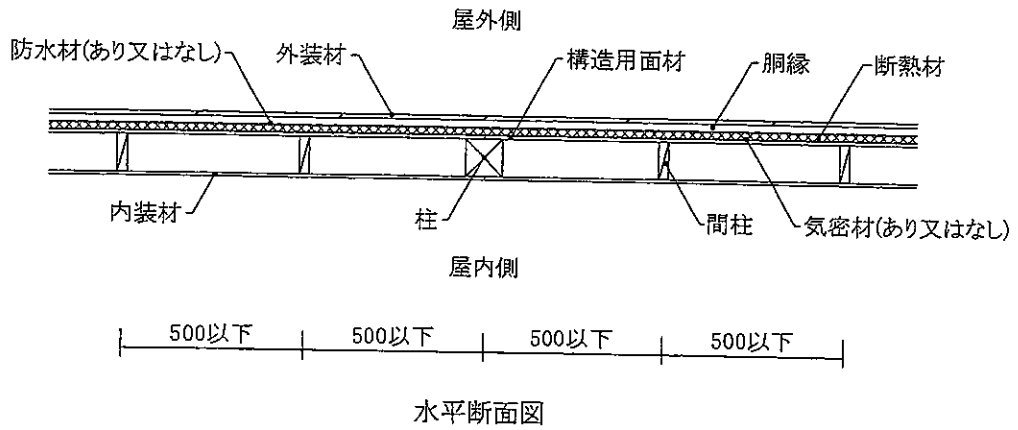 屋外側
防水材(あり又はなし)
外装材
構造用面材
胴縁
断熱材
内装材
柱
間柱
気密材(あり又はなし)
屋内側
500以下
500以下
500以下
500以下
水平断面図